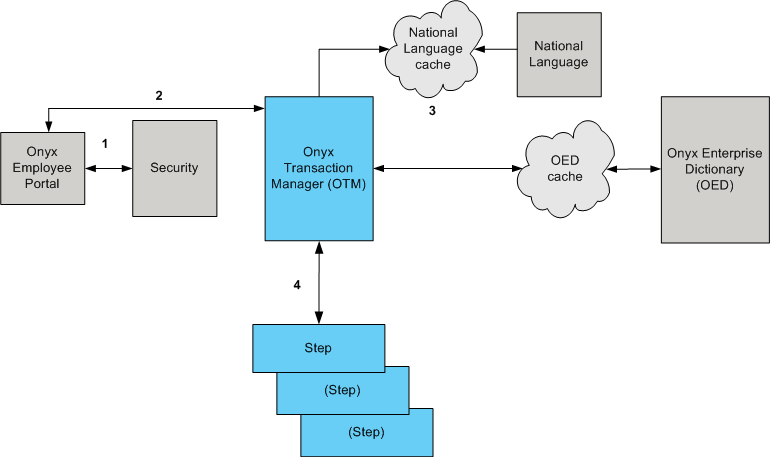 National
Language
cache
National
Language
2
3
Onyx
Employee
Portal
1
Security
Onyx
Transaction
Manager (OTM)
OED
cache
Onyx Enterprise
Dictionary
(OED)
4
Step
(Step)
(Step)